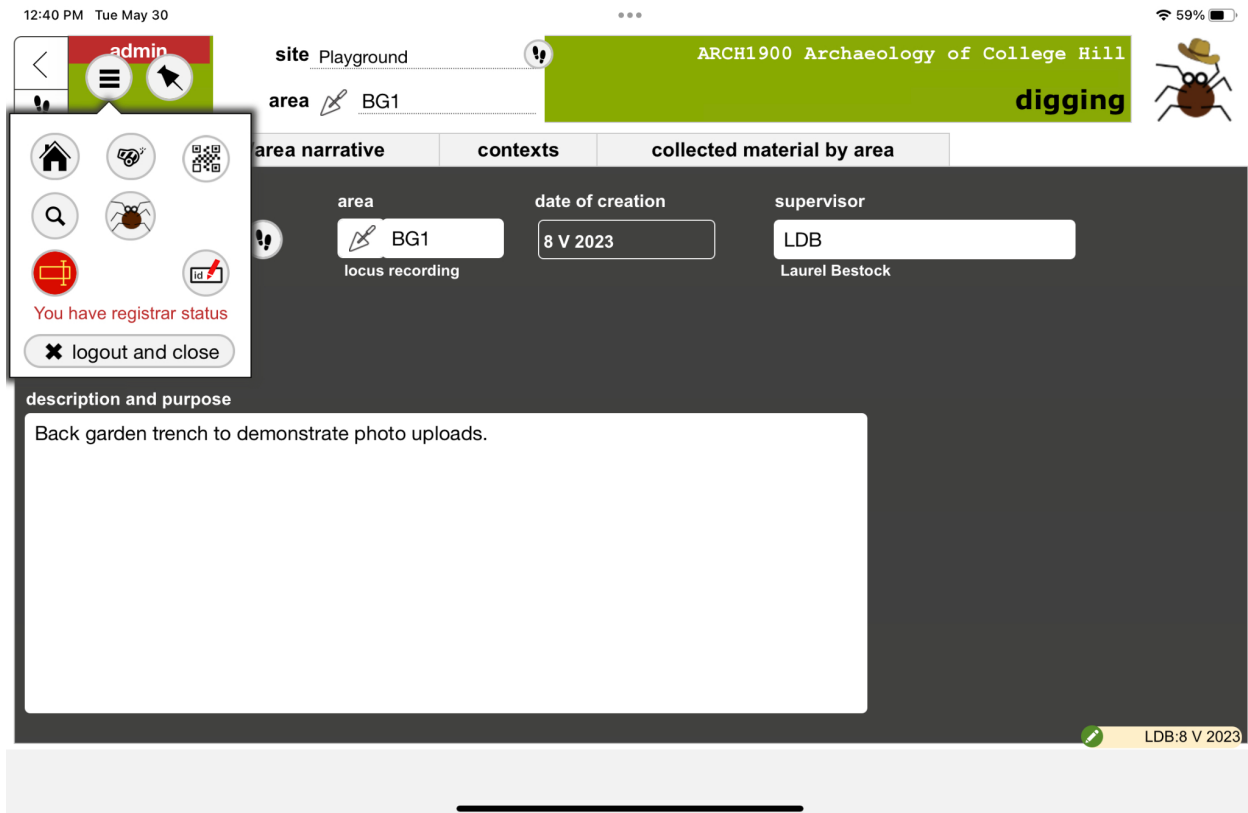 12:40 PM Tue May 30
59%
admin
site Playground
ARCH1900 Archaeology of College Hill
area BG1
digging
area narrative
contexts
collected material by area
area
date of creation
supervisor
BG1
8 V 2023
LDB
locus recording
Laurel Bestock
id
You have registrar status
logout and close
description and purpose
Back garden trench to demonstrate photo uploads.
LDB:8 V 2023